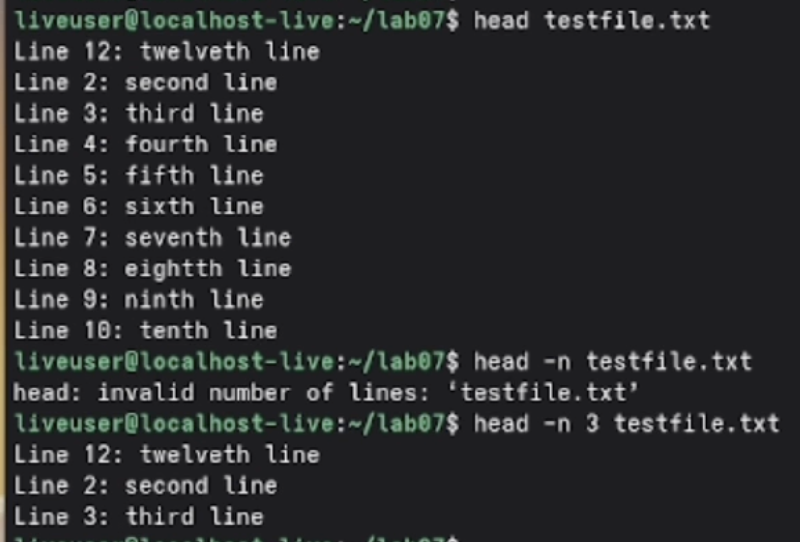 liveuser@localhost-live:~/lab07$ head testfile.txt
Line 12: twelveth line
Line 2: second line
Line 3: third line
Line 4: fourth line
Line 5: fifth line
Line 6: sixth line
Line 7: seventh line
Line 8: eightth line
Line 9: ninth line
Line 10: tenth line
liveuser@localhost-live:~/lab07$ head -n testfile.txt
head: invalid number of lines: ‘testfile.txt’
liveuser@localhost-live:~/lab07$ head -n 3 testfile.txt
Line 12: twelveth line
Line 2: second line
Line 3: third line